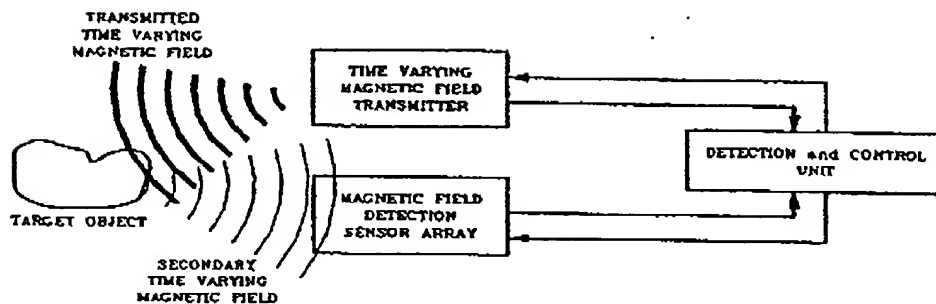 TRANSMITTED
TIME VARYING
MAGNETIC FIELD
TIME VARYING
MAGNETIC FIELD
TRANSMITTER
DETECTION and CONTROL
UNIT
TARGET OBJECT
MAGNETIC FIELD
DETECTION
SENSOR ARRAY
SECONDARY
TIME VARYING
MAGNETIC FIELD